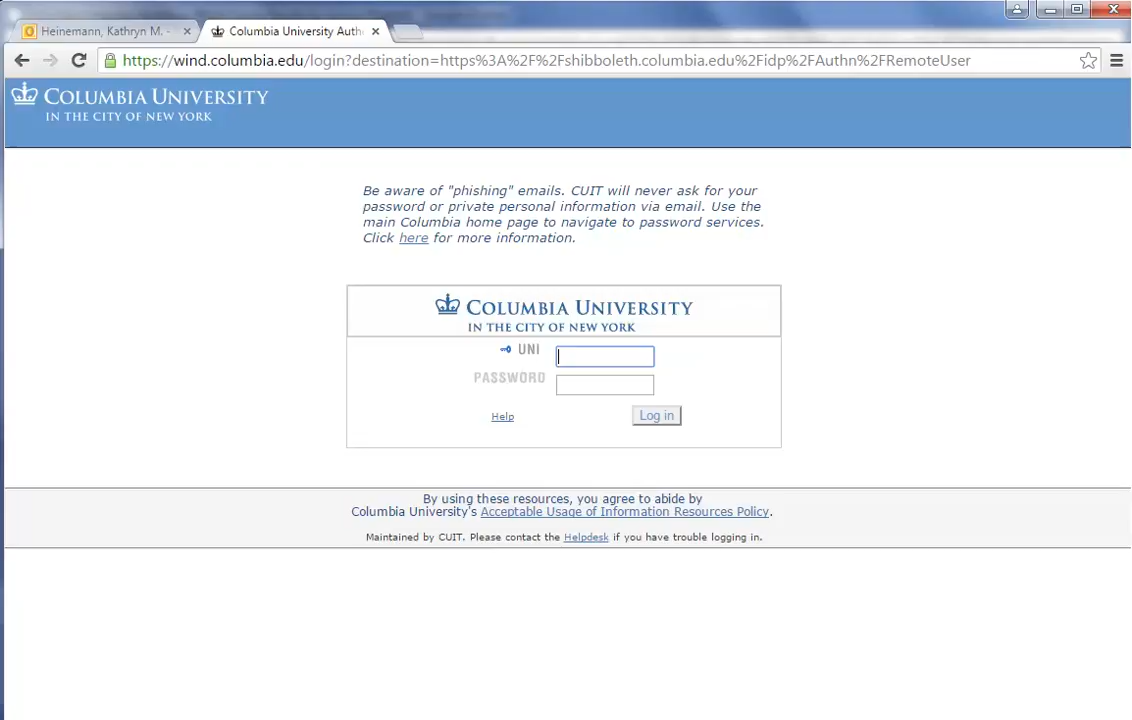 Heinemann, Kathryn M. -
Columbia University Auth
https://wind.columbia.edu/login?destination=https%3A%2F%2Fshibboleth.columbia.edu%2Fidp%2FAuthn%2FRemoteUser
COLUMBIA UNIVERSITY
IN THE CITY OF NEW YORK
Be aware of "phishing" emails. CUIT will never ask for your
password or private personal information via email. Use the
main Columbia home page to navigate to password services.
Click here for more information.
COLUMBIA UNIVERSITY
IN THE CITY OF NEW YORK
UNI
PASSWORD
Help
Log in
By using these resources, you agree to abide by
Columbia University's Acceptable Usage of Information Resources Policy.
Maintained by CUIT. Please contact the Helpdesk if you have trouble logging in.